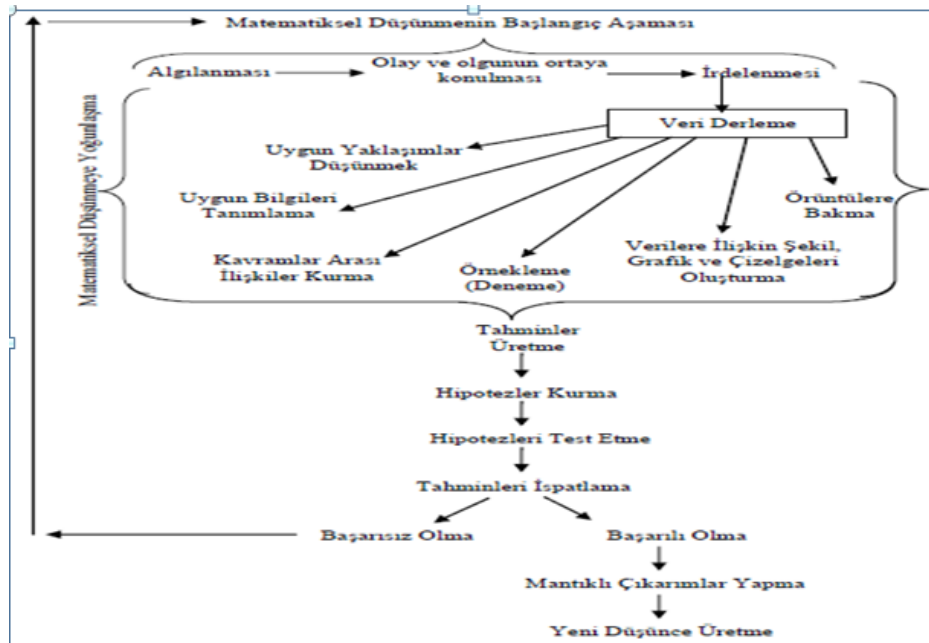 Matematiksel Düşünmenin Başlangıç Aşaması
Algılanması
Olay ve olgunun ortaya
konulması
İrdelenmesi
Matematiksel Düşünmeye Yoğunlaşma
Veri Derleme
Uygun Yaklaşımlar
Düşünmek
Uygun Bilgileri
Tanımlama
Kavramlar Arası
İlişkiler Kurma
Örnekleme
(Deneme)
Verilere İlişkin Şekil,
Grafik ve Çizelgeleri
Oluşturma
Örüntülere
Bakma
Tahminler
Üretme
Hipotezler Kurma
Hipotezleri Test Etme
Tahminleri İspatlama
Başarısız Olma
Başarılı Olma
Mantıklı Çıkarımlar Yapma
Yeni Düşünce Üretme